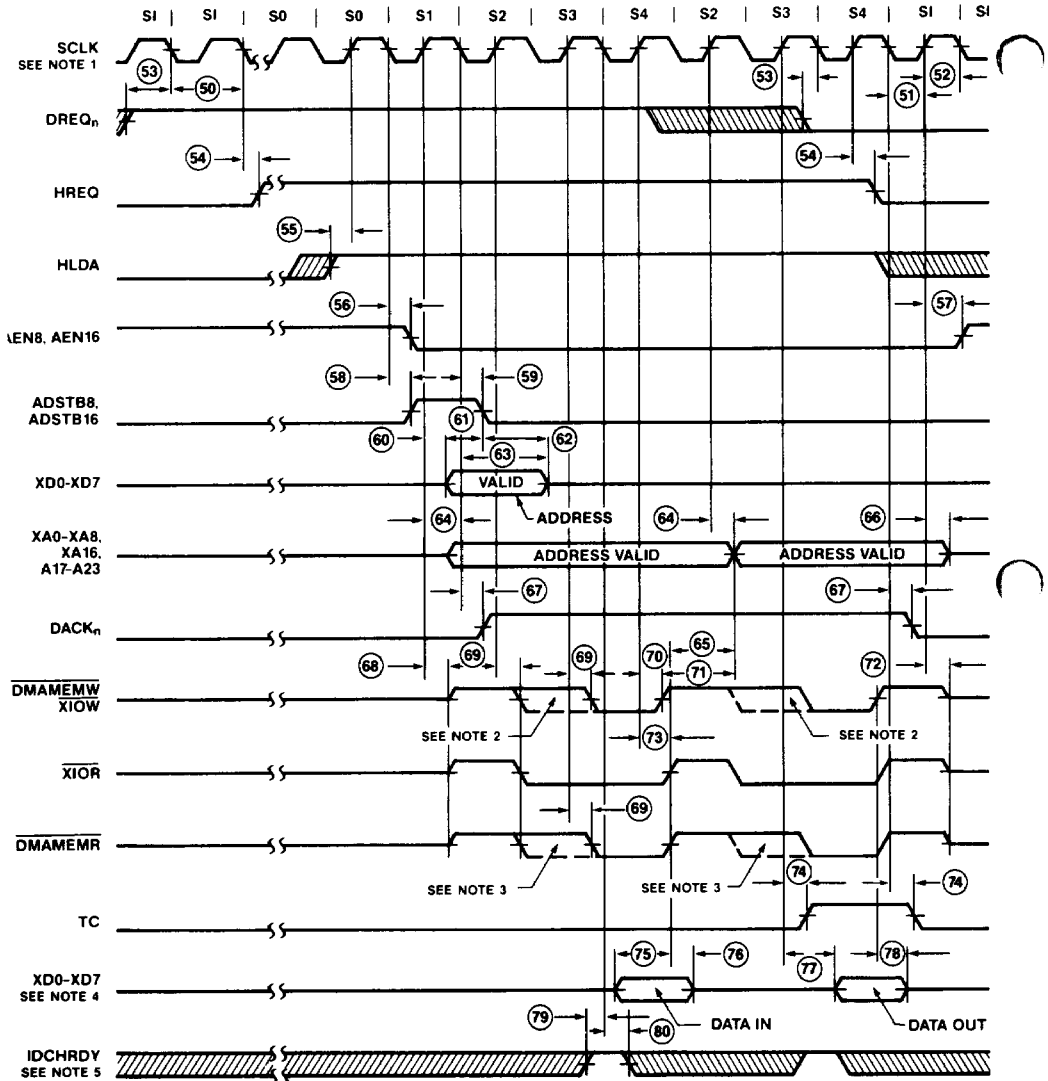 SI | SI | S0 | S0 | S1 | S2 | S3 | S4 | S2 | S3 | S4 | SI | SI
SCLK
SEE NOTE 1
53 50 53 51 52
DREQn
54 54
HREQ
55
HLDA
56 57
AEN8, AEN16
58 59
ADSTB8,
ADSTB16
60 61 62
63
XD0-XD7
VALID
ADDRESS
64 64 66
XA0-XA8,
XA16,
A17-A23
ADDRESS VALID ADDRESS VALID
67 67
DACKn
68 69 69 70 65 71 72
DMAMEMW
XIOW
SEE NOTE 2 SEE NOTE 2
73
XIOR
69
DMAMEMR
SEE NOTE 3 SEE NOTE 3
74 74
TC
75 76 77 78
XD0-XD7
SEE NOTE 4
DATA IN DATA OUT
79 80
IDCHRDY
SEE NOTE 5